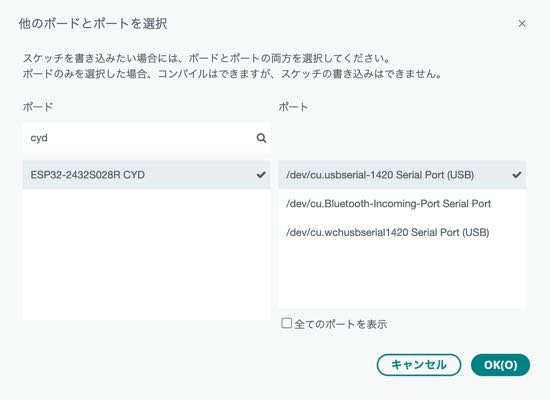 他のボードとポートを選択
スケッチを書き込みたい場合には、ボードとポートの両方を選択してください。
ボードのみを選択した場合、コンパイルはできますが、スケッチの書き込みはできません。
ボード
ポート
cyd
ESP32-2432S028R CYD
/dev/cu.usbserial-1420 Serial Port (USB)
/dev/cu.Bluetooth-Incoming-Port Serial Port
/dev/cu.wchusbserial1420 Serial Port (USB)
全てのポートを表示
キャンセル
OK(O)